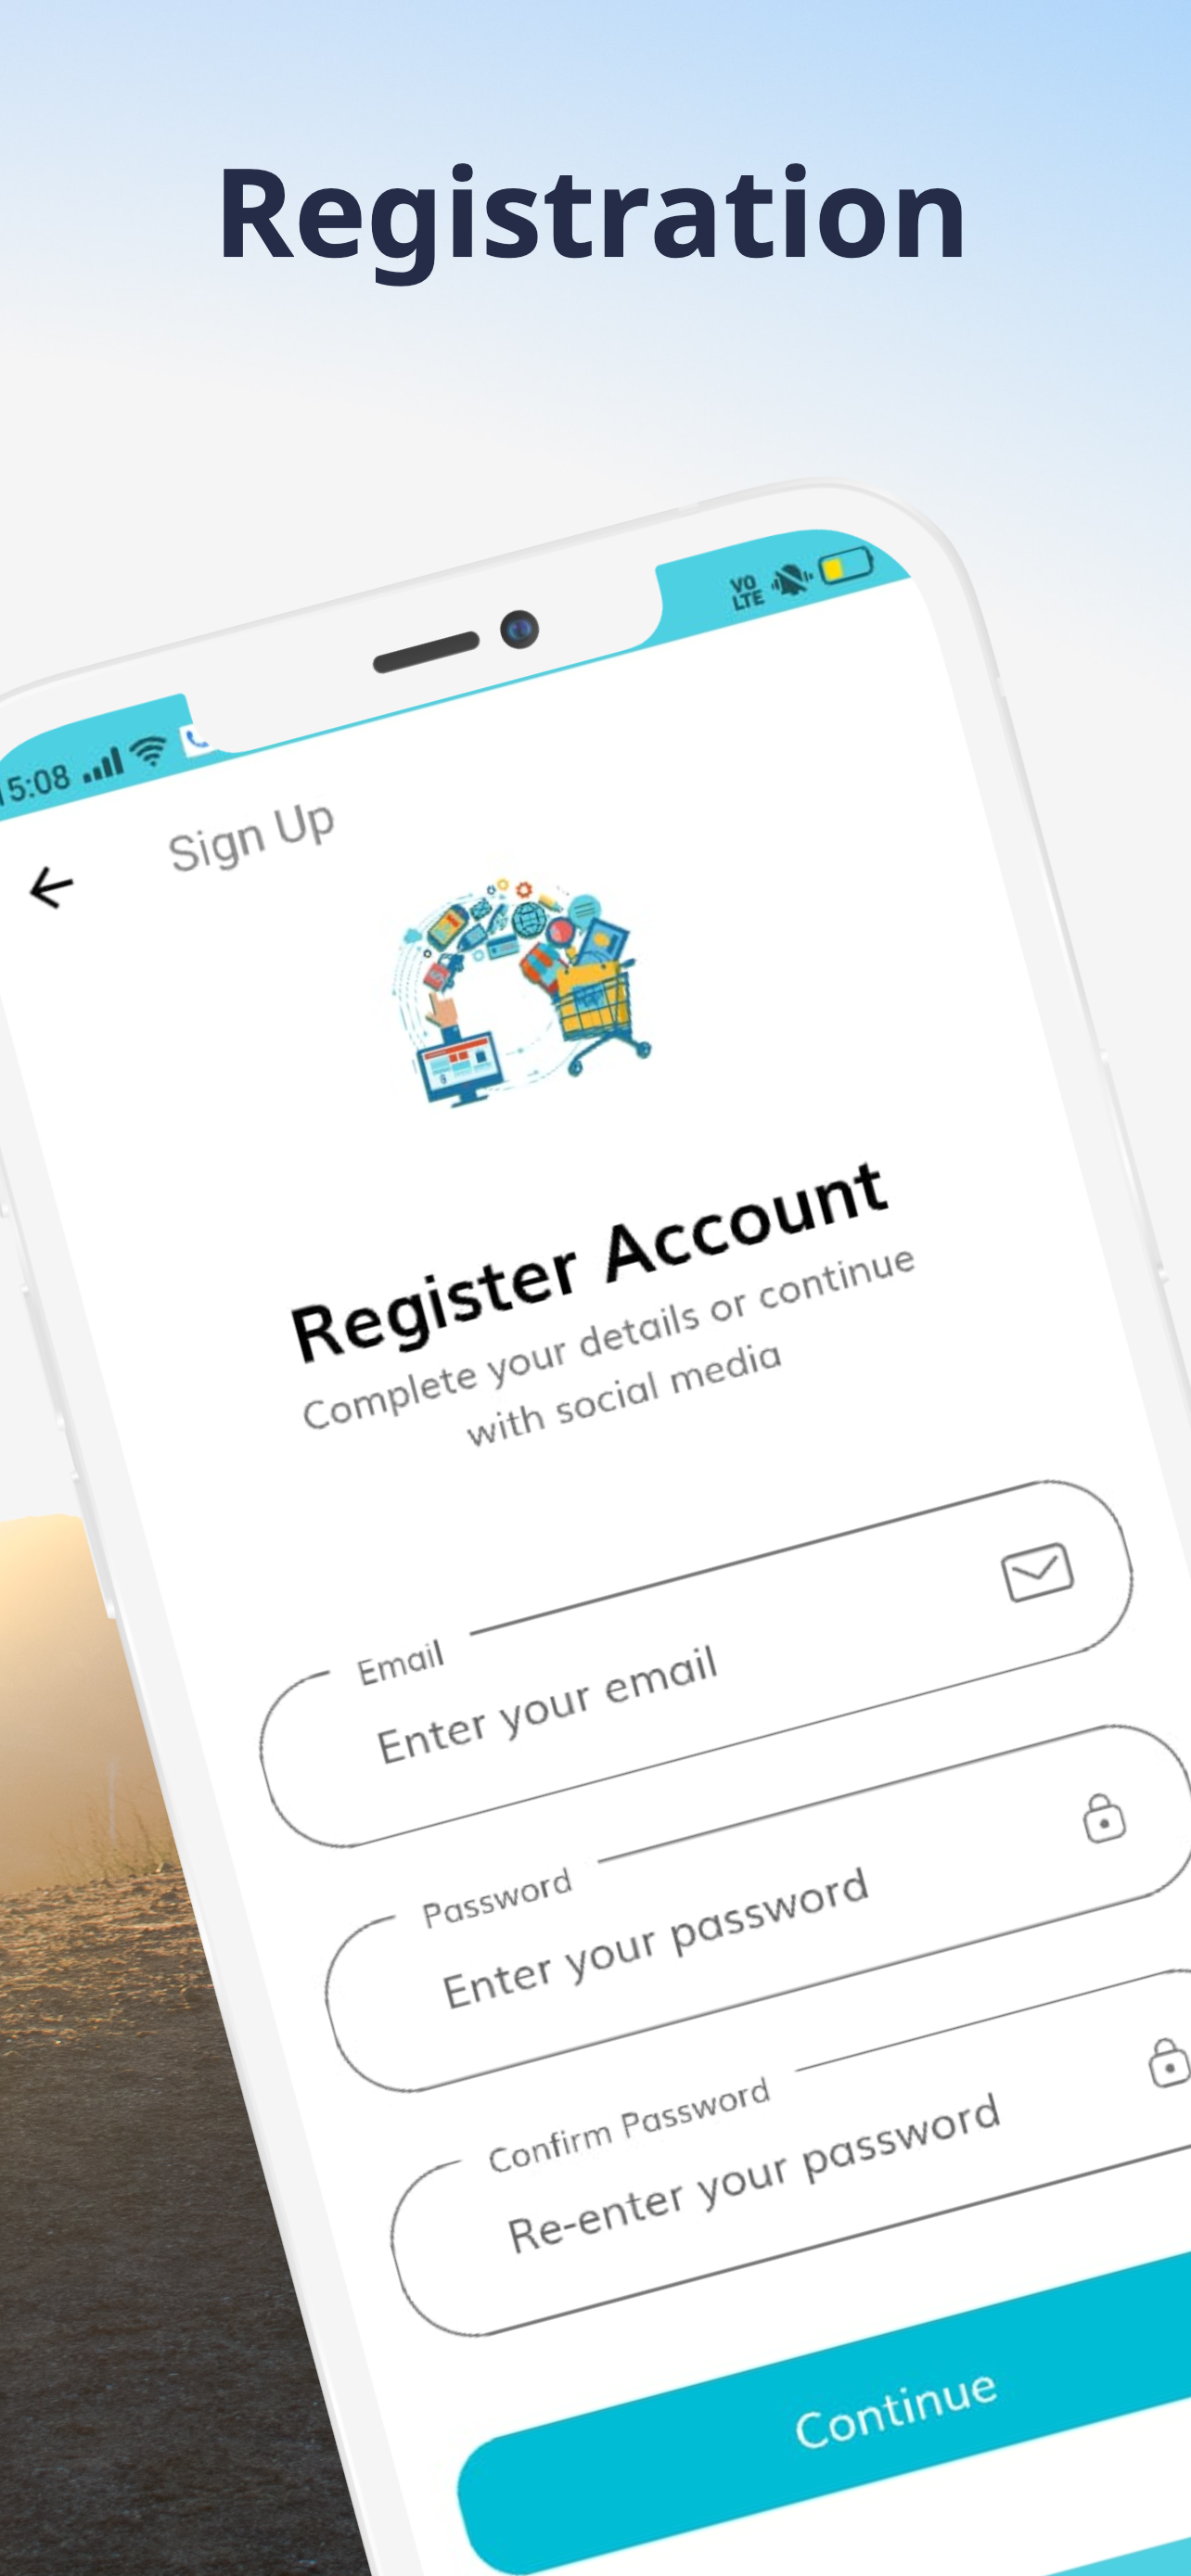 Registration
VO
LTE
15:08
Sign Up
Register Account
Complete your details or continue
with social media
Email
Enter your email
Password
Enter your password
Confirm Password
Re-enter your password
Continue